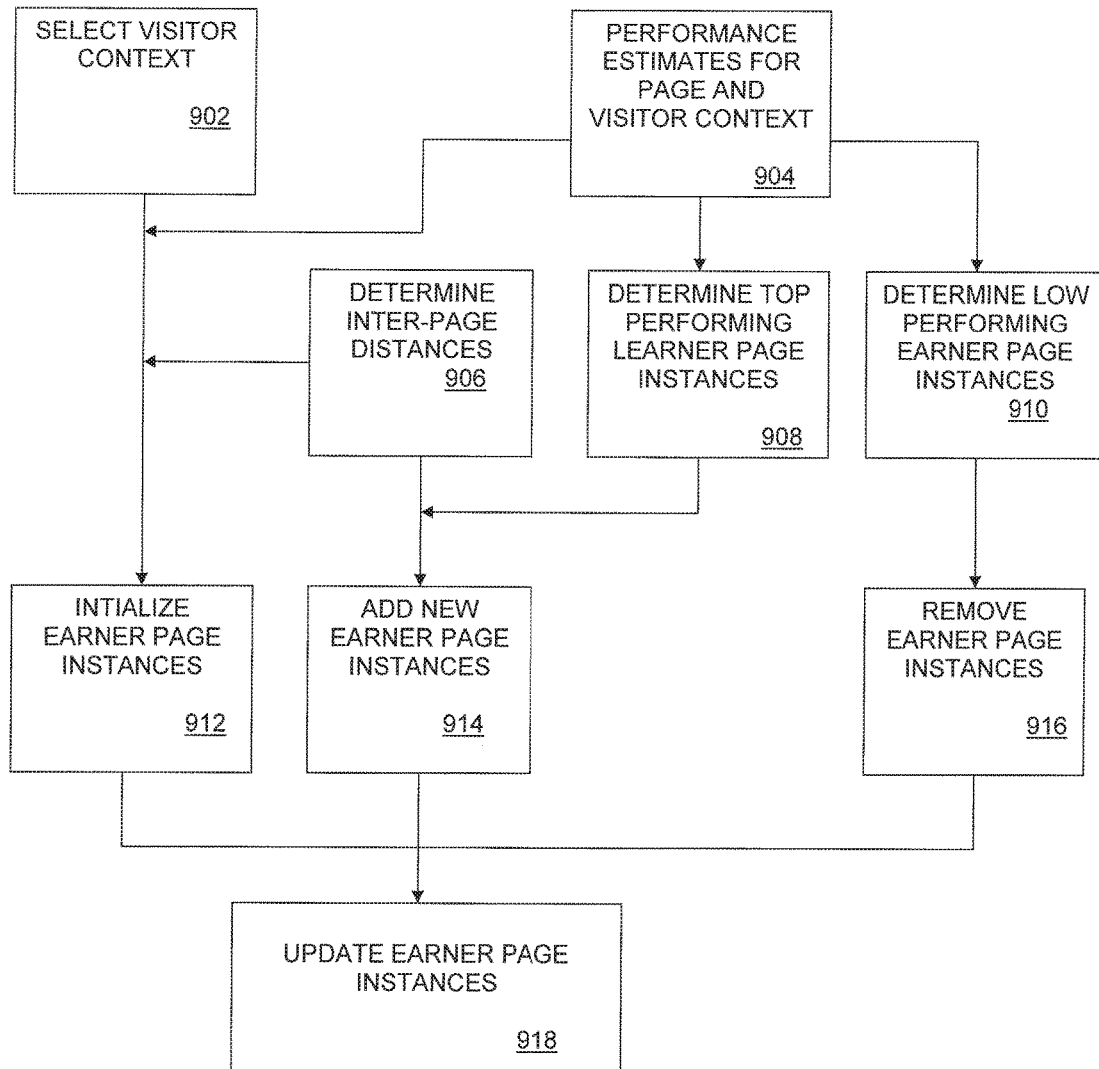 SELECT VISITOR
CONTEXT
902
PERFORMANCE
ESTIMATES FOR
PAGE AND
VISITOR CONTEXT
904
DETERMINE
INTER-PAGE
DISTANCES
906
DETERMINE TOP
PERFORMING
LEARNER PAGE
INSTANCES
908
DETERMINE LOW
PERFORMING
EARNER PAGE
INSTANCES
910
INTIALIZE
EARNER PAGE
INSTANCES
912
ADD NEW
EARNER PAGE
INSTANCES
914
REMOVE
EARNER PAGE
INSTANCES
916
UPDATE EARNER PAGE
INSTANCES
918